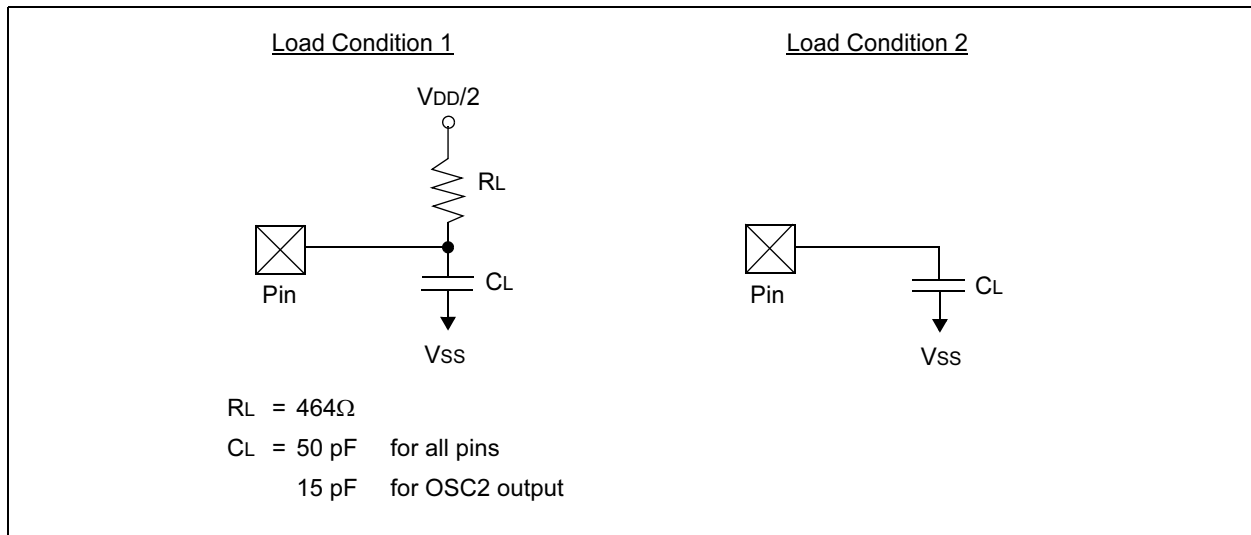 Load Condition 1
Load Condition 2
VDD/2
RL
Pin
CL
VSS
Pin
CL
VSS
RL = 464Ω
CL = 50 pF for all pins
15 pF for OSC2 output